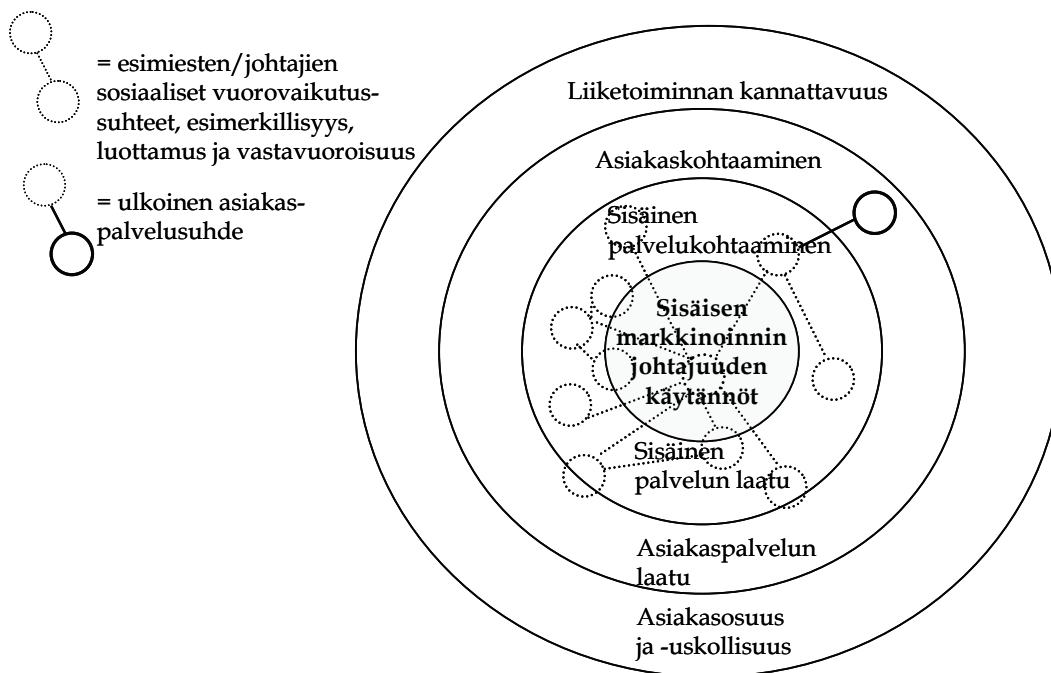 = esimiesten/johtajien
sosiaaliset vuorovaikutus-
suhteet, esimerkillisyys,
luottamus ja vastavuoroisuus
= ulkoinen asiakas-
palvelusuhde
Liiketoiminnan kannattavuus
Asiakaskohtaaminen
Sisäinen
palvelukohtaaminen
Sisäisen
markkinoinnin
johtajuuden
käytännöt
Sisäinen
palvelun laatu
Asiakaspalvelun
laatu
Asiakasosuus
ja -uskollisuus